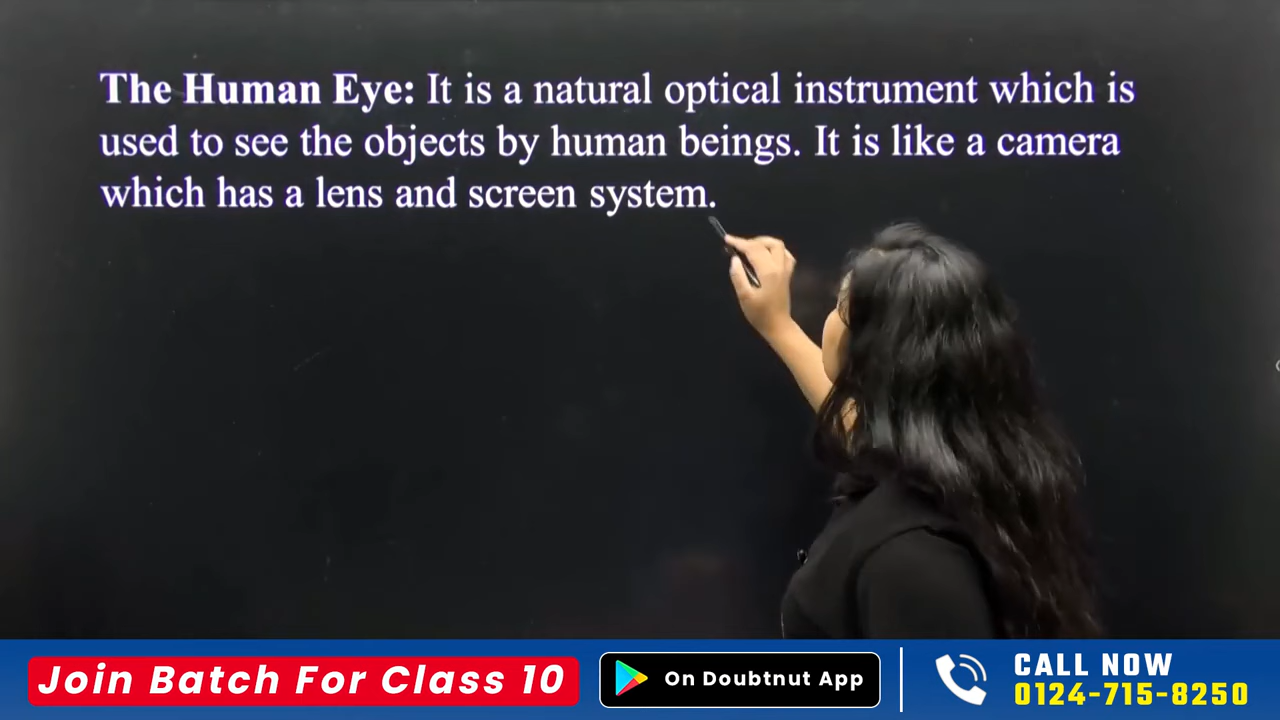 The Human Eye: It is a natural optical instrument which is
used to see the objects by human beings. It is like a camera
which has a lens and screen system.
Join Batch For Class 10
On Doubtnut App
CALL NOW
0124-715-8250